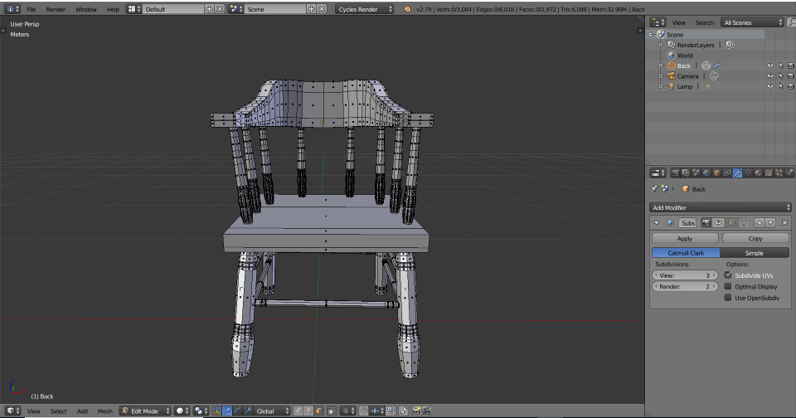 File Render Window Help Default Scene Cycles Render v2.79 | Verts:0/3,084 | Edges:0/6,016 | Faces:0/2,972 | Tris:6,088 | Mem:32.90M | Back
User Persp
Meters
View Search All Scenes
Scene
RenderLayers
World
Back
Camera
Lamp
Back
Add Modifier
Subs
Apply Copy
Catmull-Clark Simple
Subdivisions: Options:
View: 3 Subdivide UVs
Render: 2 Optimal Display
Use OpenSubdiv
(1) Back
View Select Add Mesh Edit Mode Global